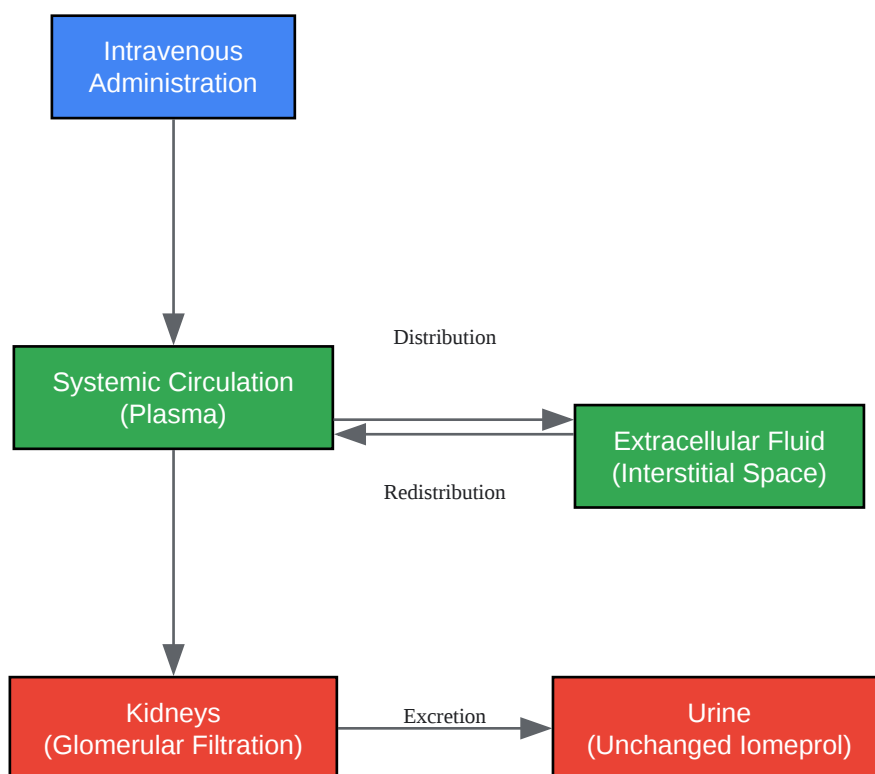 Intravenous
Administration
Distribution
Systemic Circulation
(Plasma)
Extracellular Fluid
(Interstitial Space)
Redistribution
Kidneys
(Glomerular Filtration)
Excretion
Urine
(Unchanged Iomeprol)